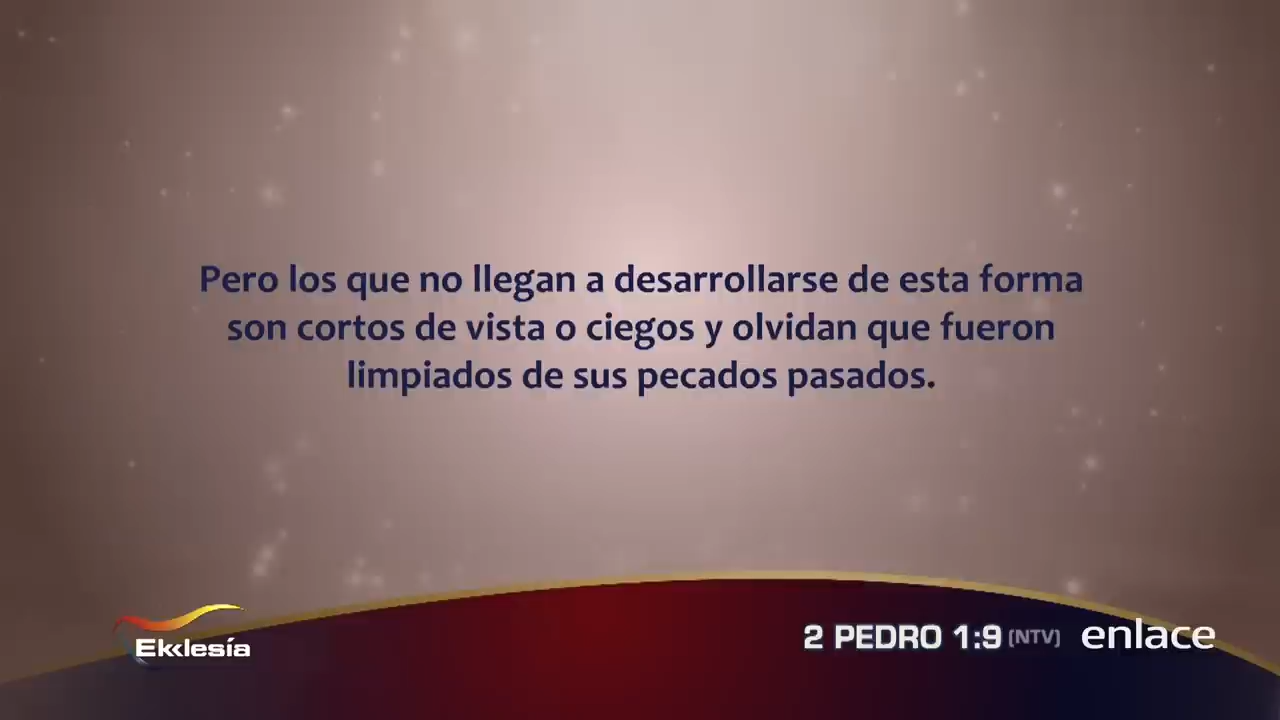 Pero los que no llegan a desarrollarse de esta forma
son cortos de vista o ciegos y olvidan que fueron
limpiados de sus pecados pasados.
Ekklesía
2 PEDRO 1:9 (NTV) enlace